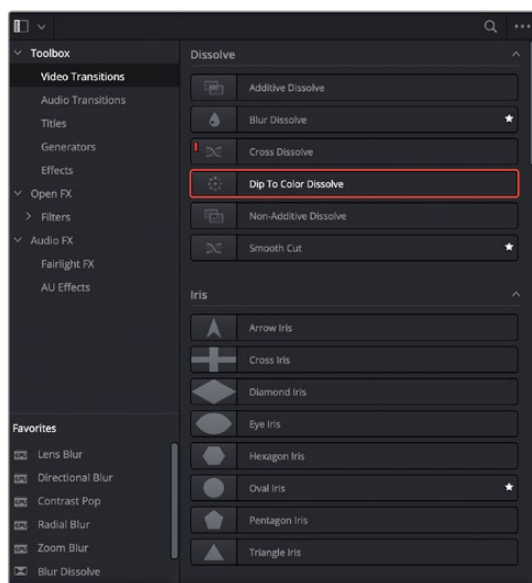 Toolbox
Video Transitions
Audio Transitions
Titles
Generators
Effects
Open FX
Filters
Audio FX
Fairlight FX
AU Effects
Favorites
Lens Blur
Directional Blur
Contrast Pop
Radial Blur
Zoom Blur
Blur Dissolve
Dissolve
Additive Dissolve
Blur Dissolve
Cross Dissolve
Dip To Color Dissolve
Non-Additive Dissolve
Smooth Cut
Iris
Arrow Iris
Cross Iris
Diamond Iris
Eye Iris
Hexagon Iris
Oval Iris
Pentagon Iris
Triangle Iris